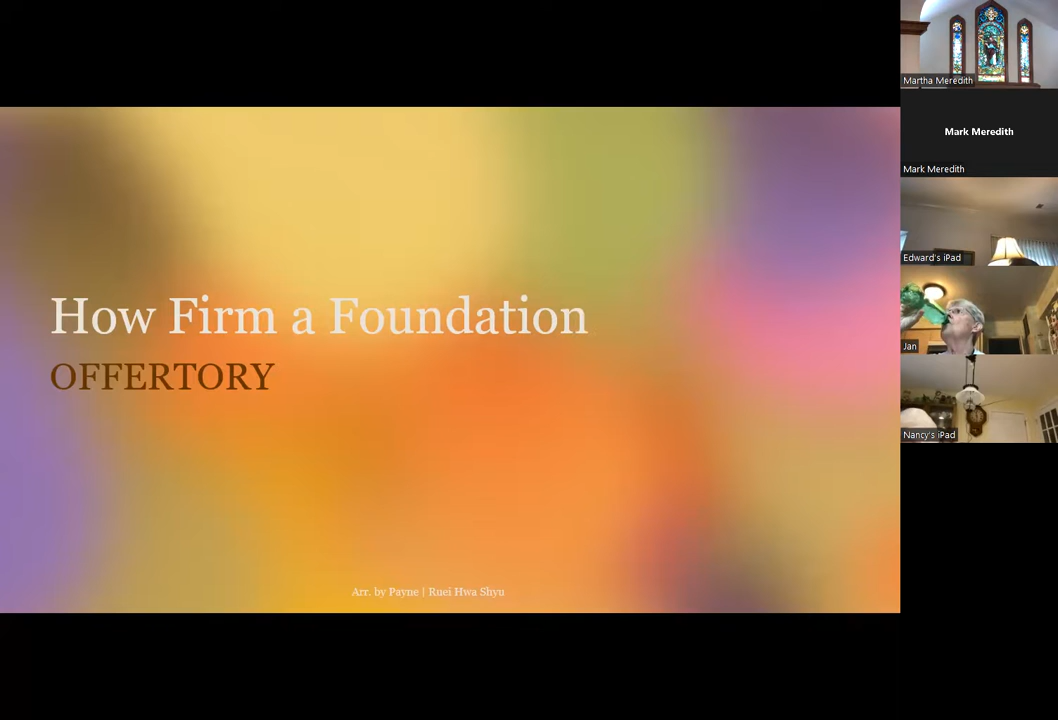 How Firm a Foundation
OFFERTORY
Arr. by Payne | Ruei Hwa Shyu
Martha Meredith
Mark Meredith
Mark Meredith
Edward's iPad
Jan
Nancy's iPad